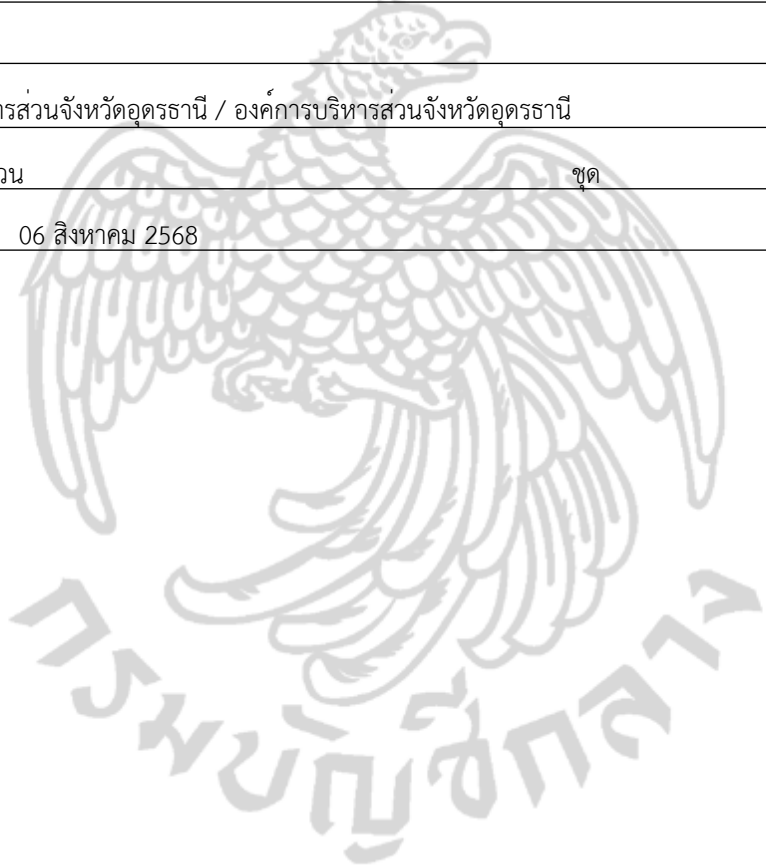 ารส่วนจังหวัดอุดรธานี / องค์การบริหารส่วนจังหวัดอุดรธานี
วน ชุด
06 สิงหาคม 2568
กรมบัญชีกลาง